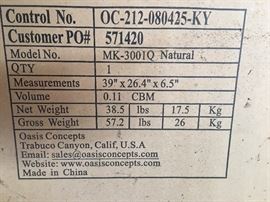 Control No. OC-212-080425-KY
Customer PO# 571420
Model No. MK-3001Q Natural
QTY 1
Measurements 39" x 26.4" x 6.5"
Volume 0.11 CBM
Net Weight 38.5 lbs 17.5 Kg
Gross Weight 57.2 lbs 26 Kg
Oasis Concepts
Trabuco Canyon, Calif, U.S.A
Email: sales@oasisconcepts.com
Website: www.oasisconcepts.com
Made in China